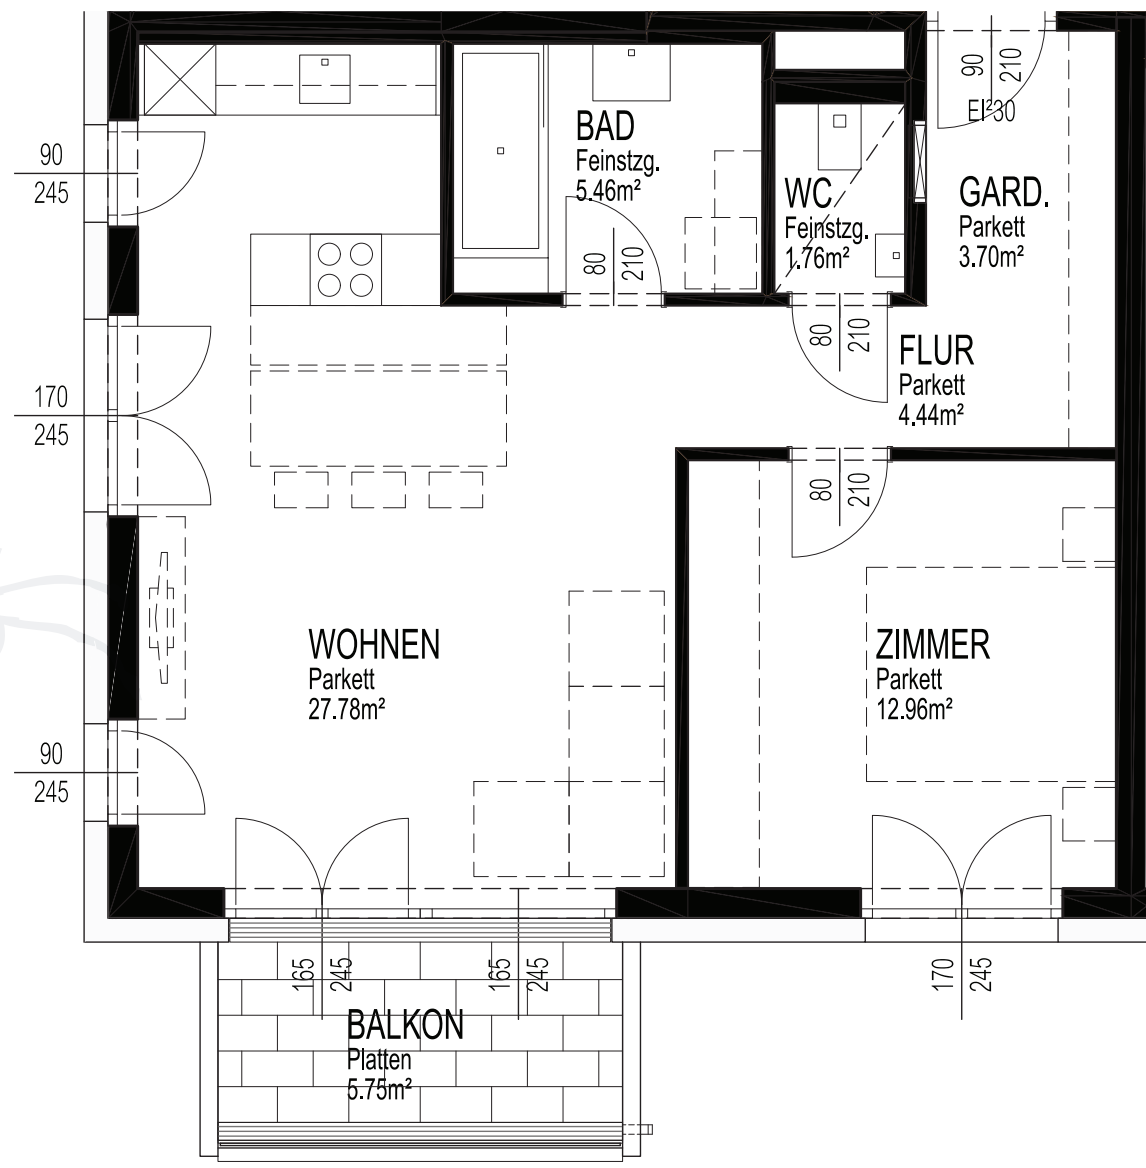 90
245
170
245
90
245
BAD
Feinstzg.
5.46m²
80
210
WC
Feinstzg.
1.76m²
80
210
90
210
EI²30
GARD.
Parkett
3.70m²
FLUR
Parkett
4.44m²
80
210
WOHNEN
Parkett
27.78m²
ZIMMER
Parkett
12.96m²
165
245
165
245
170
245
BALKON
Platten
5.75m²